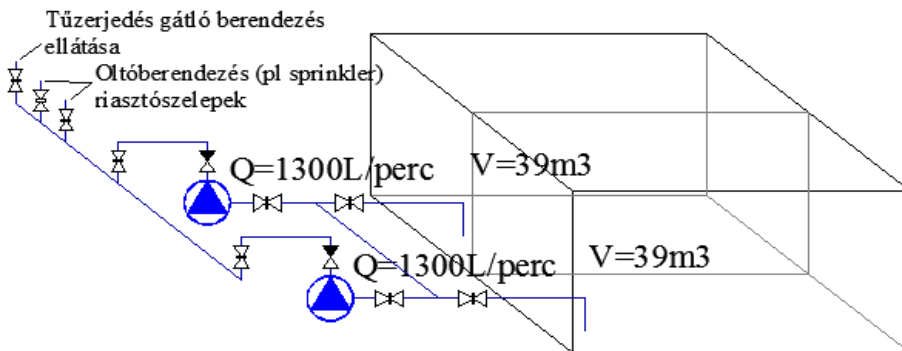 Tűzerjedés gátló berendezés
ellátása
Oltóberendezés (pl sprinkler)
riasztószelepek
Q=1300L/perc
V=39m3
Q=1300L/perc
V=39m3